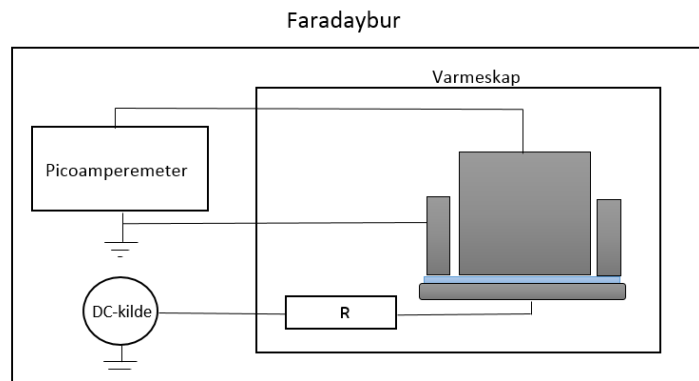 Faradaybur
Varmeskap
Picoamperemeter
DC-kilde
R